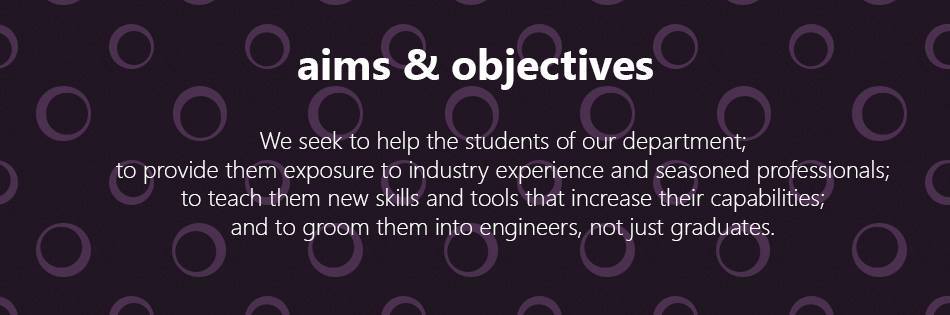 aims & objectives
We seek to help the students of our department;
to provide them exposure to industry experience and seasoned professionals;
to teach them new skills and tools that increase their capabilities;
and to groom them into engineers, not just graduates.